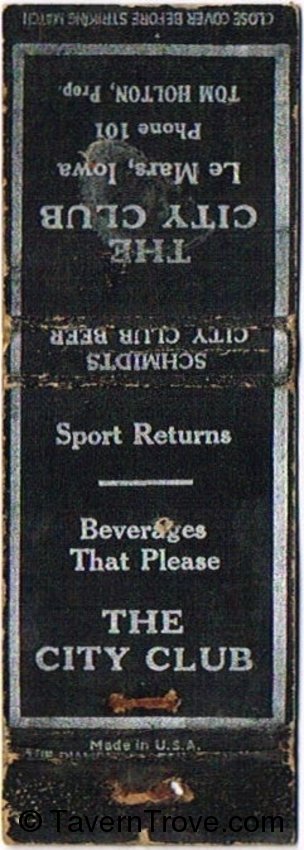 CLOSE COVER BEFORE STRIKING MATCH
THE
CITY CLUB
Le Mars, Iowa
Phone 101
TOM HOLTON, Prop.
SCHMIDTS
CITY CLUB BEER
Sport Returns
Beverages
That Please
THE
CITY CLUB
Made in U.S.A.
© TavernTrove.com